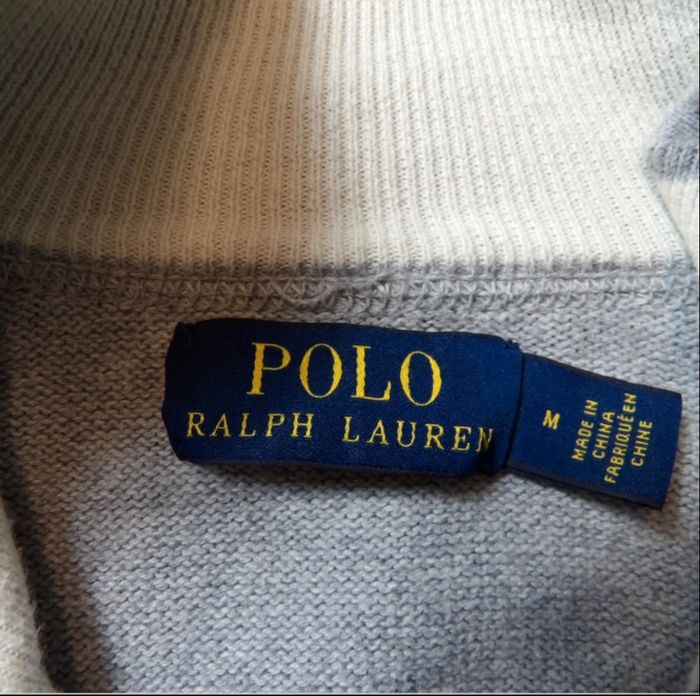 POLO
RALPH LAUREN
M
MADE IN
CHINA
FABRIQUÉ EN
CHINE